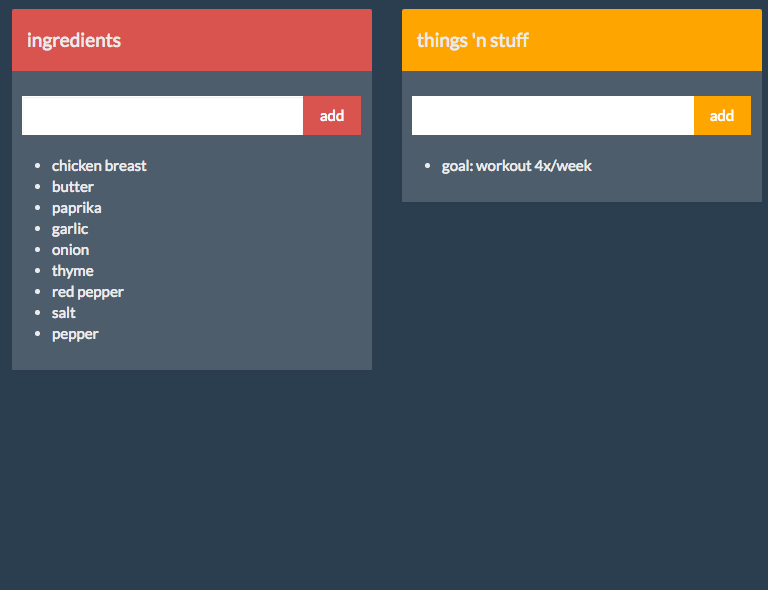 ingredients
add
chicken breast
butter
paprika
garlic
onion
thyme
red pepper
salt
pepper
things 'n stuff
add
goal: workout 4x/week